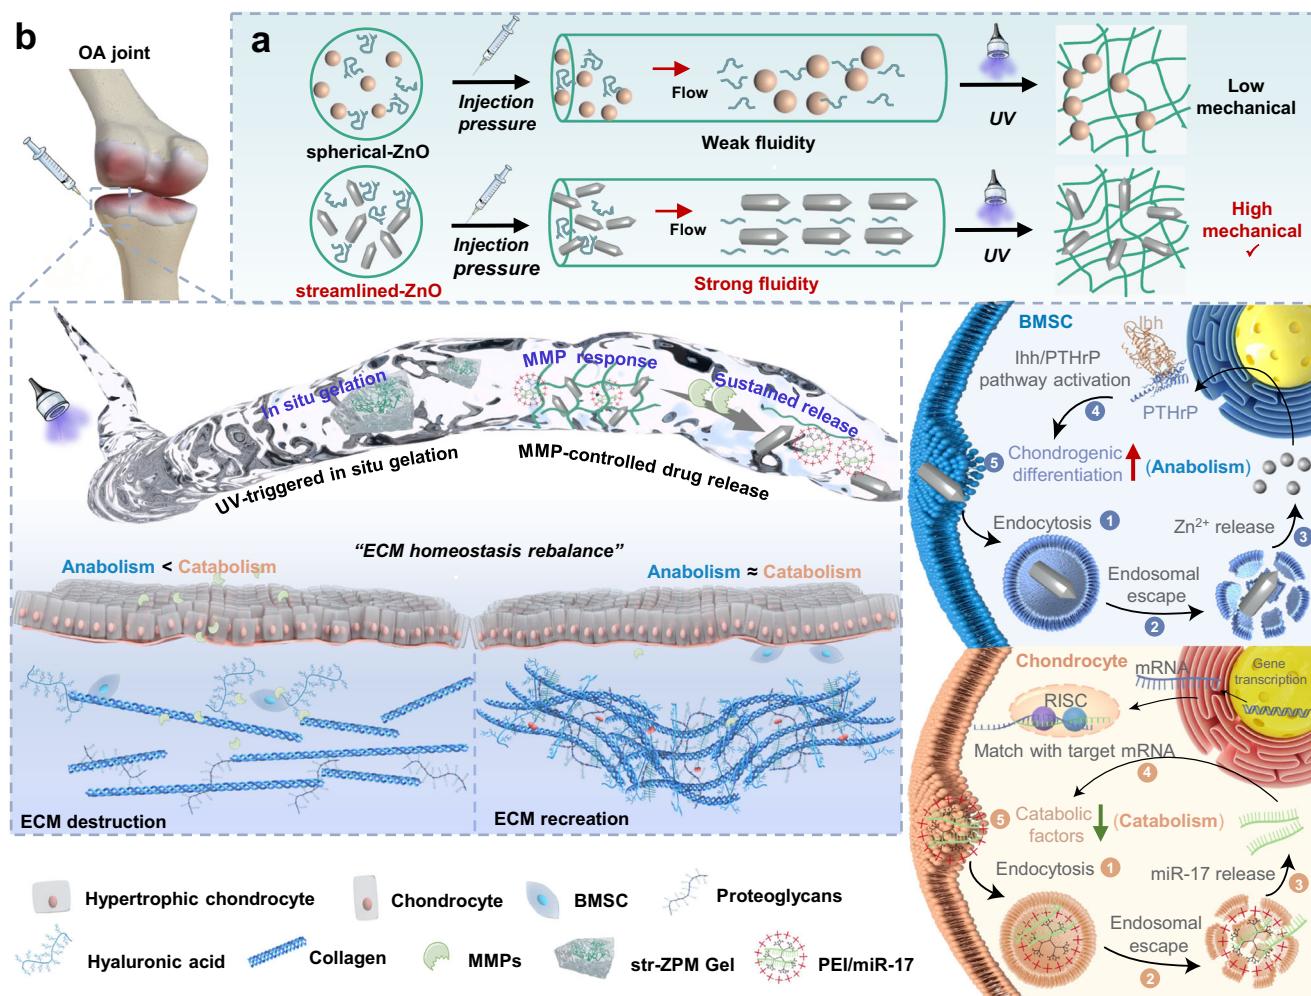 b
OA joint
a
spherical-ZnO
Injection
pressure
Flow
Weak fluidity
UV
Low
mechanical
streamlined-ZnO
Injection
pressure
Flow
Strong fluidity
UV
High
mechanical
✓
In situ gelation
MMP response
Sustained release
UV-triggered in situ gelation
MMP-controlled drug release
“ECM homeostasis rebalance”
Anabolism < Catabolism
Anabolism ≈ Catabolism
ECM destruction
ECM recreation
BMSC
Ihh
Ihh/PTHrP
pathway activation
PTHrP
4
5 Chondrogenic
differentiation
(Anabolism)
Endocytosis 1
Zn²⁺ release
3
Endosomal
escape
2
Chondrocyte
mRNA
Gene
transcription
RISC
Match with target mRNA
4
5 Catabolic
factors
(Catabolism)
Endocytosis 1
miR-17 release
3
Endosomal
escape
2
Hypertrophic chondrocyte
Chondrocyte
BMSC
Proteoglycans
Hyaluronic acid
Collagen
MMPs
str-ZPM Gel
PEI/miR-17